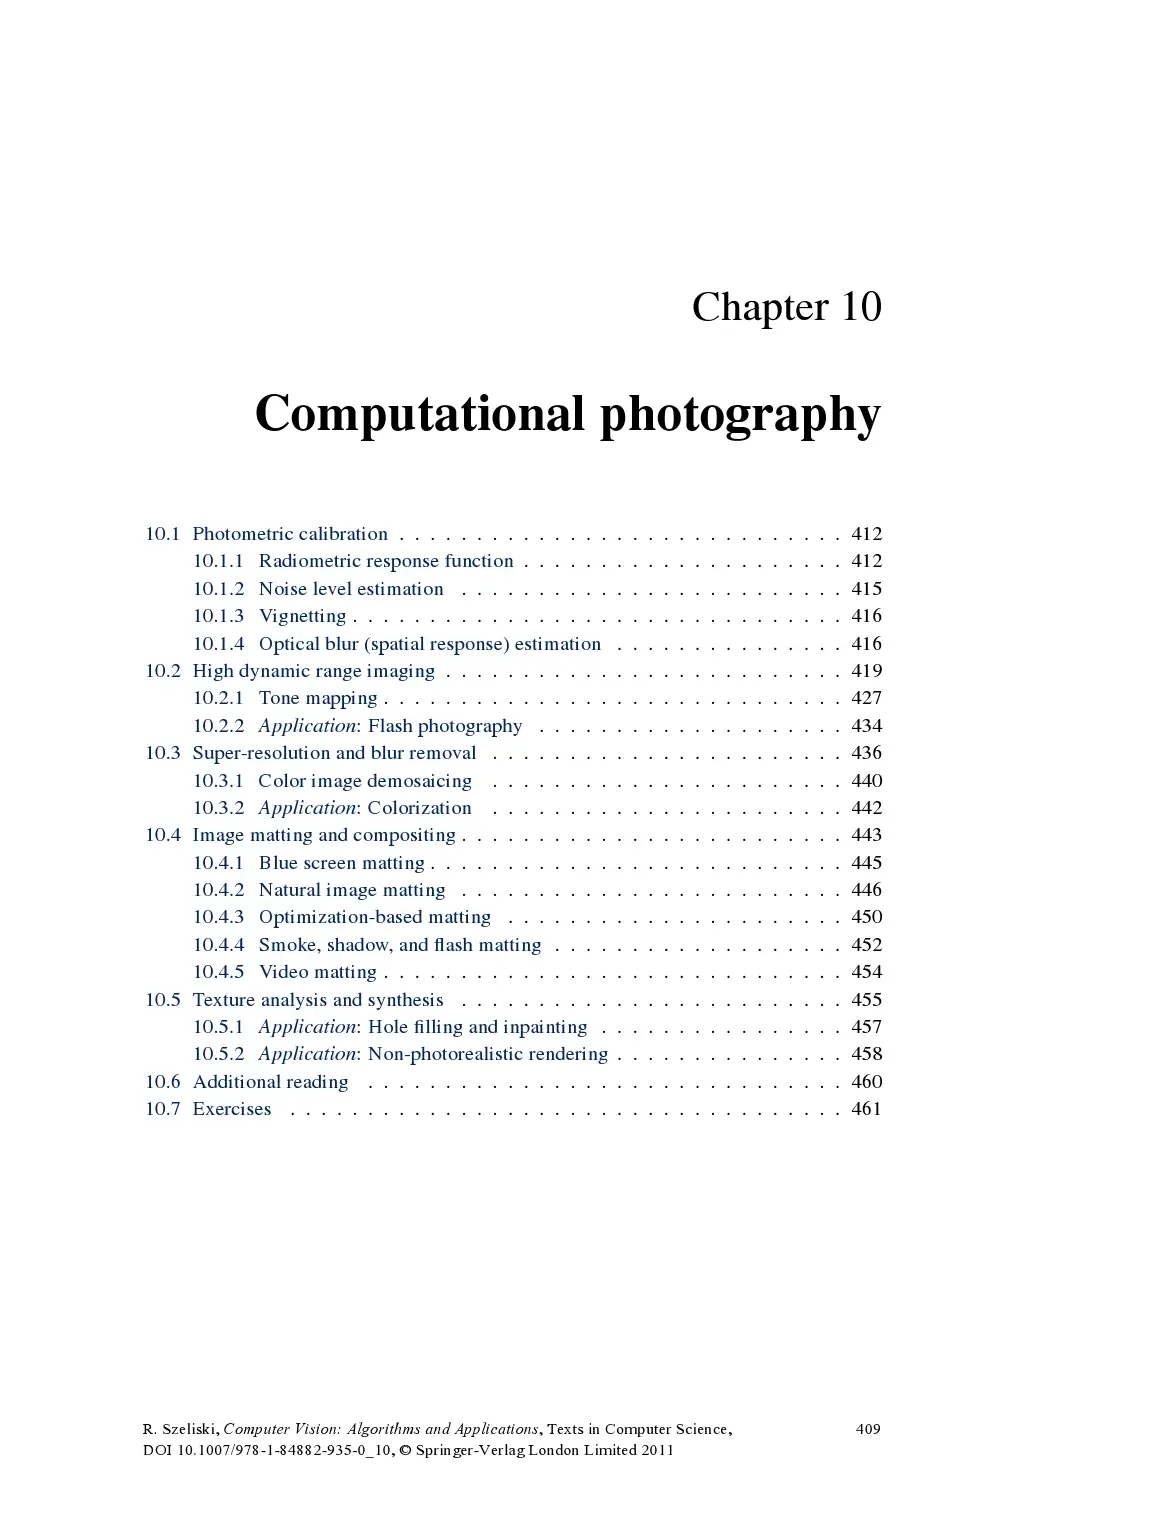 Chapter 10
Computational photography
10.1 Photometric calibration . . . . . . . . . . . . . . . . . . . . . . . . . . . . . 412
10.1.1 Radiometric response function . . . . . . . . . . . . . . . . . . . . . 412
10.1.2 Noise level estimation . . . . . . . . . . . . . . . . . . . . . . . . . 415
10.1.3 Vignetting . . . . . . . . . . . . . . . . . . . . . . . . . . . . . . . . 416
10.1.4 Optical blur (spatial response) estimation . . . . . . . . . . . . . . . 416
10.2 High dynamic range imaging . . . . . . . . . . . . . . . . . . . . . . . . . . 419
10.2.1 Tone mapping . . . . . . . . . . . . . . . . . . . . . . . . . . . . . . 427
10.2.2 Application: Flash photography . . . . . . . . . . . . . . . . . . . . 434
10.3 Super-resolution and blur removal . . . . . . . . . . . . . . . . . . . . . . . 436
10.3.1 Color image demosaicing . . . . . . . . . . . . . . . . . . . . . . . 440
10.3.2 Application: Colorization . . . . . . . . . . . . . . . . . . . . . . . 442
10.4 Image matting and compositing . . . . . . . . . . . . . . . . . . . . . . . . . 443
10.4.1 Blue screen matting . . . . . . . . . . . . . . . . . . . . . . . . . . . 445
10.4.2 Natural image matting . . . . . . . . . . . . . . . . . . . . . . . . . 446
10.4.3 Optimization-based matting . . . . . . . . . . . . . . . . . . . . . . 450
10.4.4 Smoke, shadow, and flash matting . . . . . . . . . . . . . . . . . . . 452
10.4.5 Video matting . . . . . . . . . . . . . . . . . . . . . . . . . . . . . . 454
10.5 Texture analysis and synthesis . . . . . . . . . . . . . . . . . . . . . . . . . 455
10.5.1 Application: Hole filling and inpainting . . . . . . . . . . . . . . . . 457
10.5.2 Application: Non-photorealistic rendering . . . . . . . . . . . . . . . 458
10.6 Additional reading . . . . . . . . . . . . . . . . . . . . . . . . . . . . . . . 460
10.7 Exercises . . . . . . . . . . . . . . . . . . . . . . . . . . . . . . . . . . . . 461
R. Szeliski, Computer Vision: Algorithms and Applications, Texts in Computer Science, 409
DOI 10.1007/978-1-84882-935-0_10, © Springer-Verlag London Limited 2011